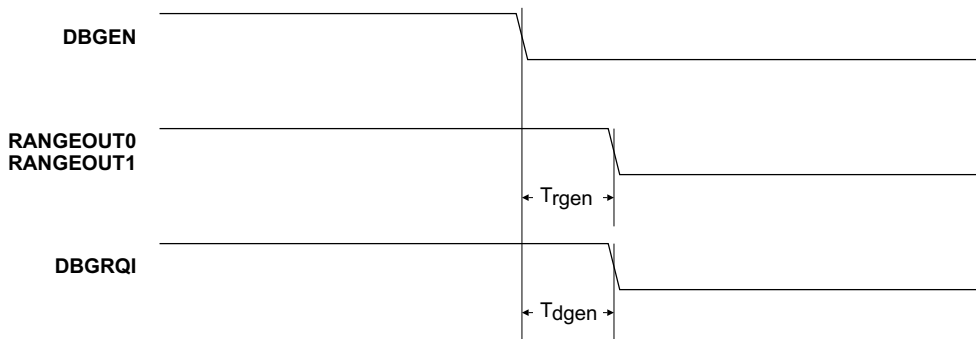 DBGEN
RANGEOUT0
RANGEOUT1
Trgen
DBGRQI
Tdgen